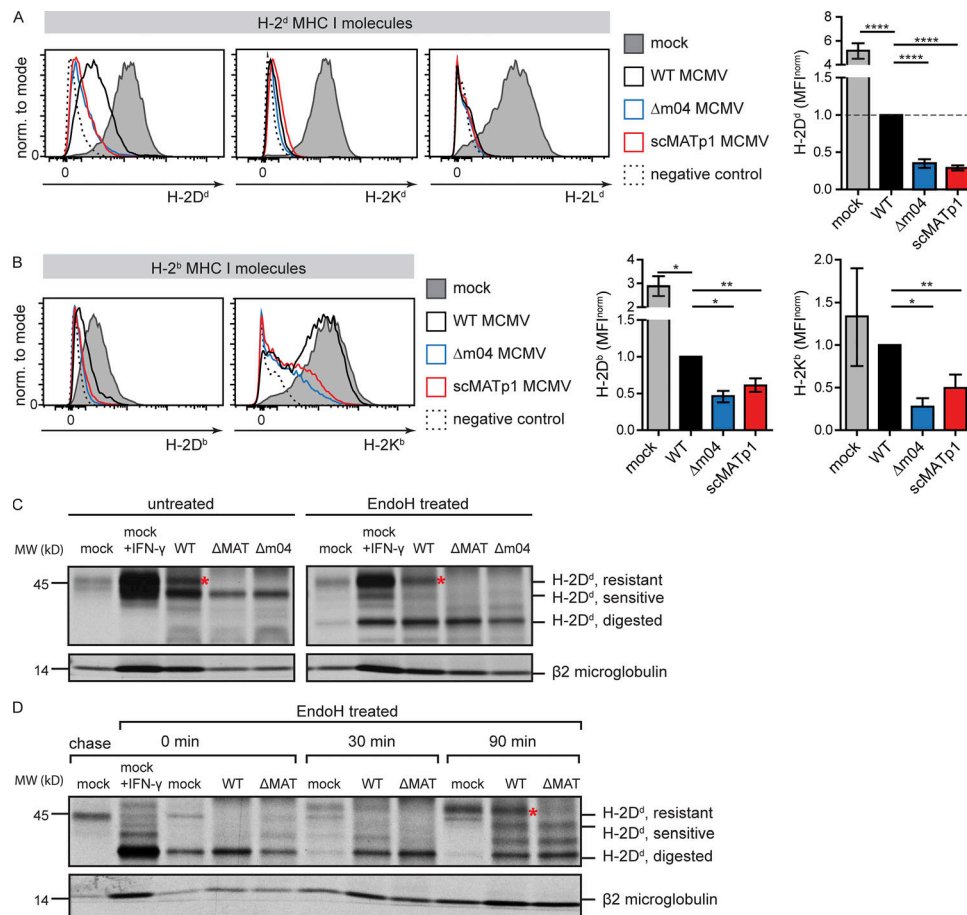 A
H-2ᵈ MHC I molecules
norm. to mode
0
0
0
0
H-2Dᵈ
H-2Kᵈ
H-2Lᵈ
mock
WT MCMV
Δm04 MCMV
scMATp1 MCMV
negative control
H-2Dᵈ (MFIⁿᵒʳᵐ)
****
****
****
8
6
4
1.0
0.5
0.0
mock
WT
Δm04
scMATp1
B
H-2ᵇ MHC I molecules
norm. to mode
0
0
0
H-2Dᵇ
H-2Kᵇ
mock
WT MCMV
Δm04 MCMV
scMATp1 MCMV
negative control
H-2Dᵇ (MFIⁿᵒʳᵐ)
*
**
*
4
3
2
1.0
0.5
0.0
mock
WT
Δm04
scMATp1
H-2Kᵇ (MFIⁿᵒʳᵐ)
**
*
2.0
1.5
1.0
0.5
0.0
mock
WT
Δm04
scMATp1
C
untreated
EndoH treated
MW (kD)
mock
mock +IFN-γ
WT
ΔMAT
Δm04
mock
mock +IFN-γ
WT
ΔMAT
Δm04
45
*
*
H-2Dᵈ, resistant
H-2Dᵈ, sensitive
H-2Dᵈ, digested
14
β2 microglobulin
D
EndoH treated
chase
0 min
30 min
90 min
MW (kD)
mock
mock +IFN-γ
mock
WT
ΔMAT
mock
WT
ΔMAT
mock
WT
ΔMAT
45
*
H-2Dᵈ, resistant
H-2Dᵈ, sensitive
H-2Dᵈ, digested
14
β2 microglobulin